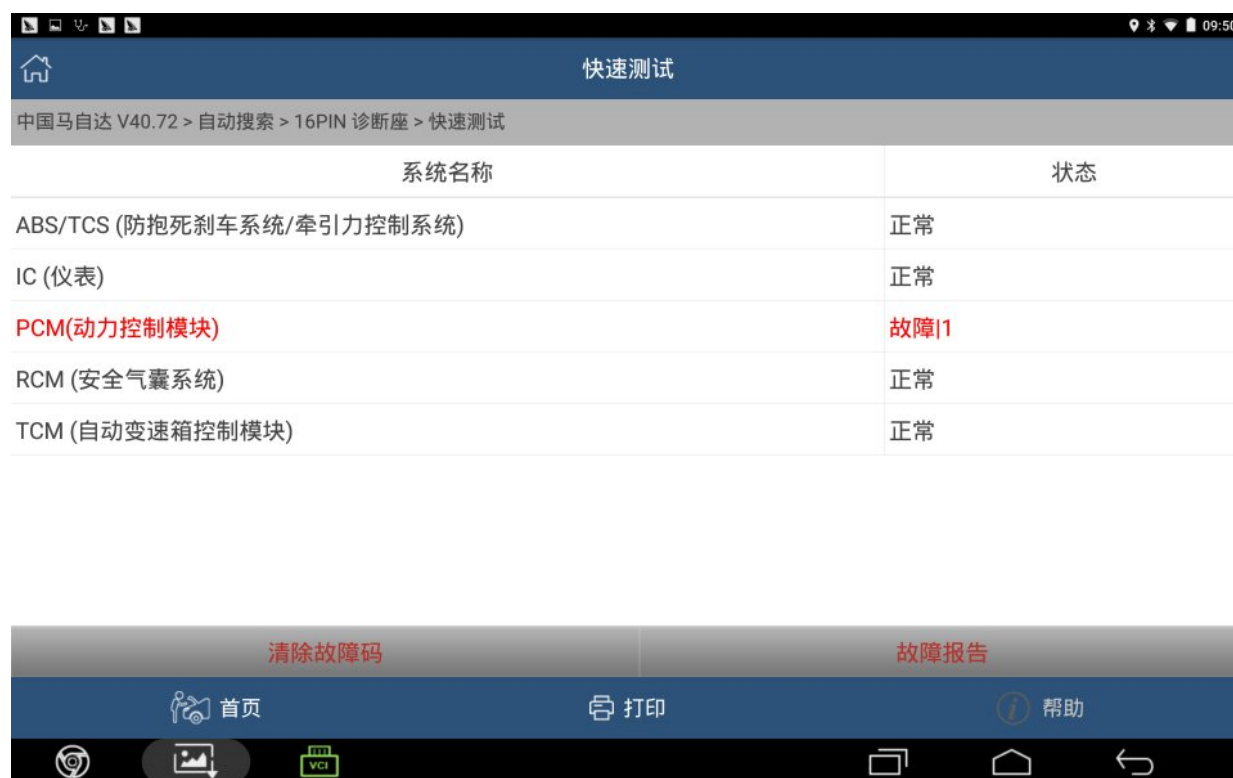 09:50
快速测试
中国马自达 V40.72 > 自动搜索 > 16PIN 诊断座 > 快速测试
系统名称 状态
ABS/TCS (防抱死刹车系统/牵引力控制系统) 正常
IC (仪表) 正常
PCM(动力控制模块) 故障|1
RCM (安全气囊系统) 正常
TCM (自动变速箱控制模块) 正常
清除故障码 故障报告
首页 打印 i 帮助
VCI